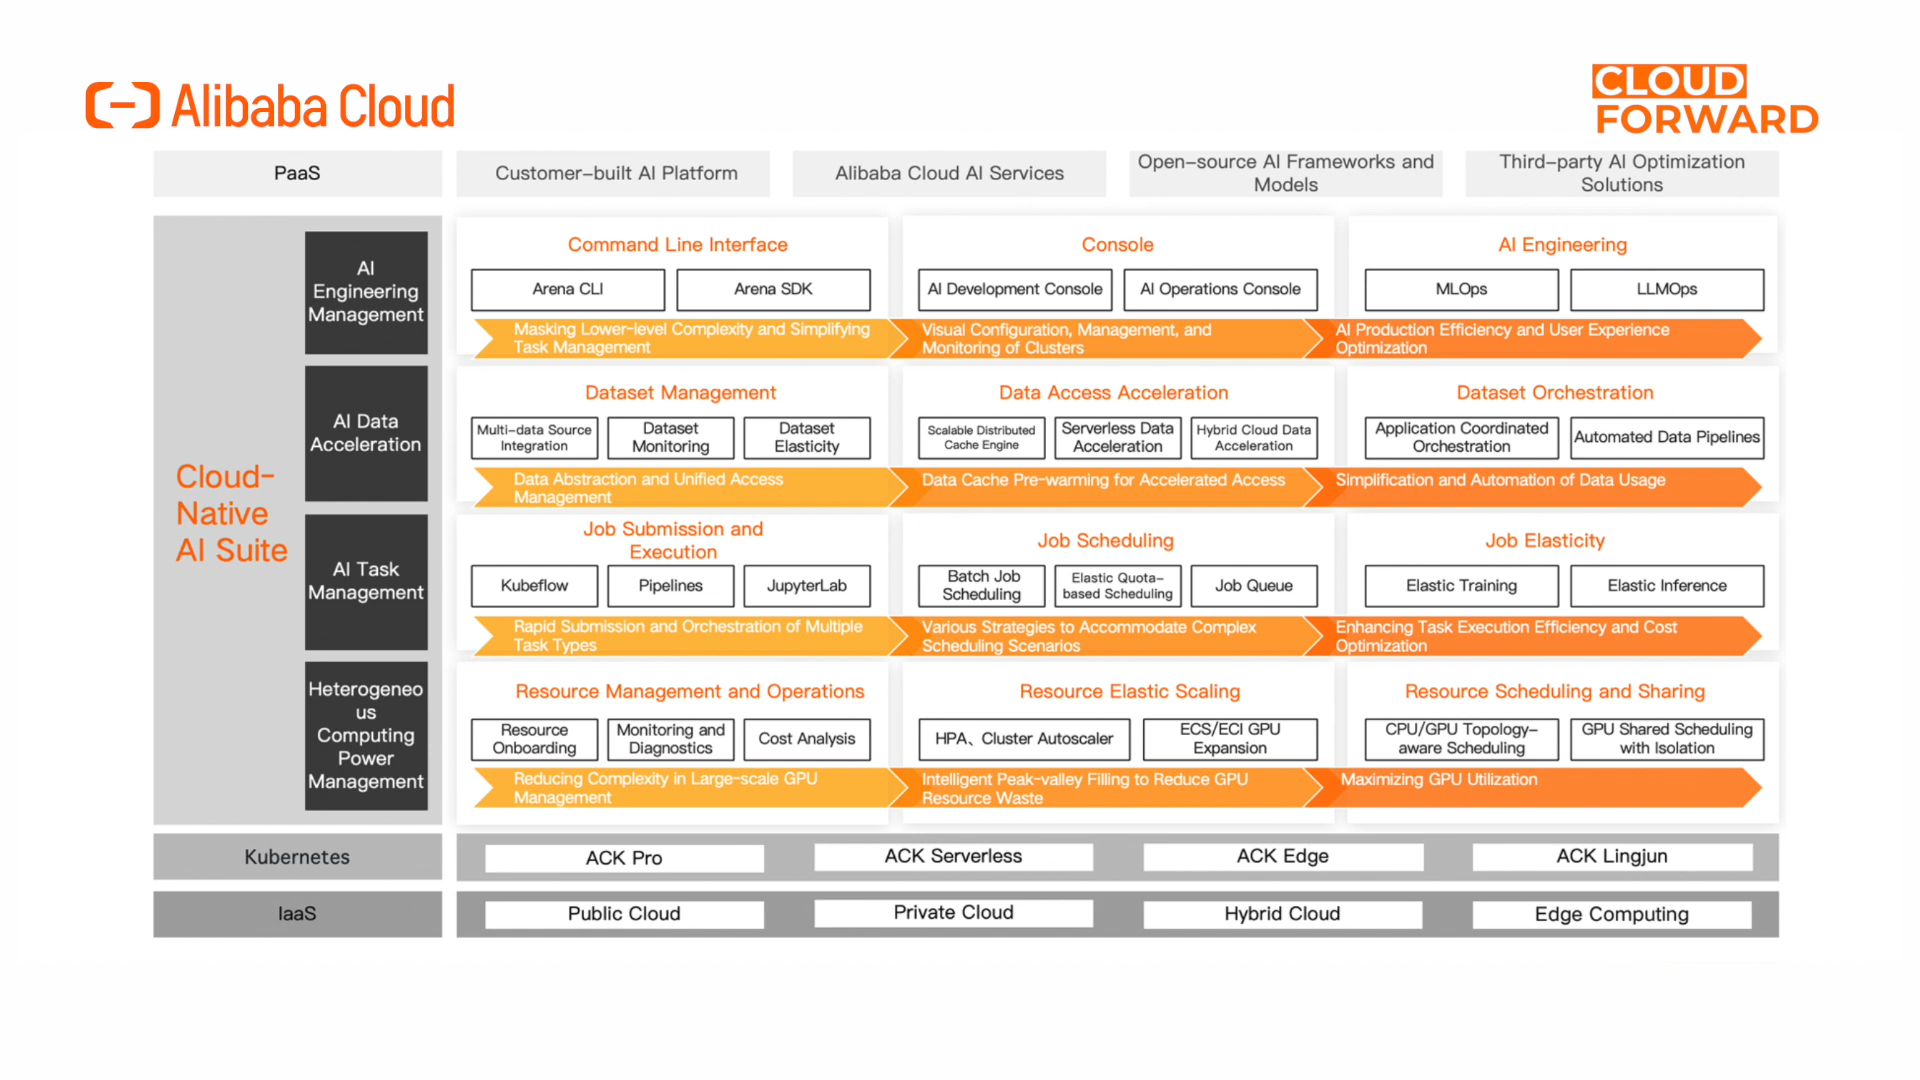 Alibaba Cloud
CLOUD
FORWARD
PaaS
Customer-built AI Platform
Alibaba Cloud AI Services
Open-source AI Frameworks and
Models
Third-party AI Optimization
Solutions
Cloud-
Native
AI Suite
AI
Engineering
Management
Command Line Interface
Arena CLI
Arena SDK
Masking Lower-level Complexity and Simplifying
Task Management
Console
AI Development Console
AI Operations Console
Visual Configuration, Management, and
Monitoring of Clusters
AI Engineering
MLOps
LLMOps
AI Production Efficiency and User Experience
Optimization
AI Data
Acceleration
Dataset Management
Multi-data Source
Integration
Dataset
Monitoring
Dataset
Elasticity
Data Abstraction and Unified Access
Management
Data Access Acceleration
Scalable Distributed
Cache Engine
Serverless Data
Acceleration
Hybrid Cloud Data
Acceleration
Data Cache Pre-warming for Accelerated Access
Dataset Orchestration
Application Coordinated
Orchestration
Automated Data Pipelines
Simplification and Automation of Data Usage
AI Task
Management
Job Submission and
Execution
Kubeflow
Pipelines
JupyterLab
Rapid Submission and Orchestration of Multiple
Task Types
Job Scheduling
Batch Job
Scheduling
Elastic Quota-
based Scheduling
Job Queue
Various Strategies to Accommodate Complex
Scheduling Scenarios
Job Elasticity
Elastic Training
Elastic Inference
Enhancing Task Execution Efficiency and Cost
Optimization
Heterogeneo
us
Computing
Power
Management
Resource Management and Operations
Resource
Onboarding
Monitoring and
Diagnostics
Cost Analysis
Reducing Complexity in Large-scale GPU
Management
Resource Elastic Scaling
HPA、Cluster Autoscaler
ECS/ECI GPU
Expansion
Intelligent Peak-valley Filling to Reduce GPU
Resource Waste
Resource Scheduling and Sharing
CPU/GPU Topology-
aware Scheduling
GPU Shared Scheduling
with Isolation
Maximizing GPU Utilization
Kubernetes
ACK Pro
ACK Serverless
ACK Edge
ACK Lingjun
IaaS
Public Cloud
Private Cloud
Hybrid Cloud
Edge Computing